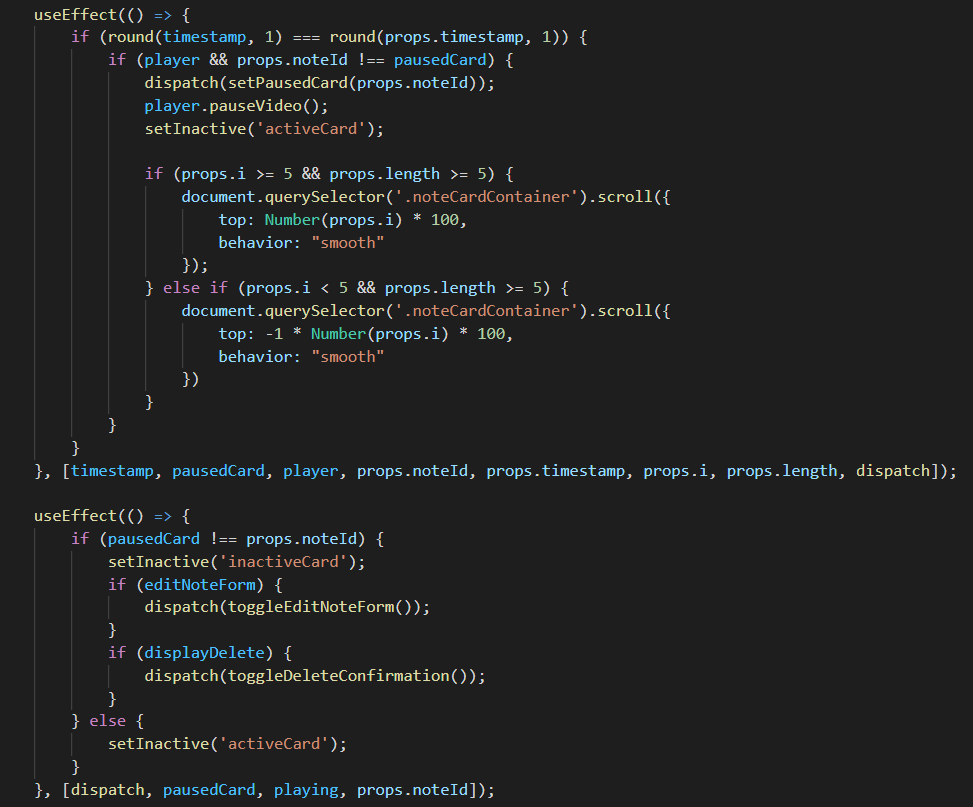 useEffect(() => {
    if (round(timestamp, 1) === round(props.timestamp, 1)) {
        if (player && props.noteId !== pausedCard) {
            dispatch(setPausedCard(props.noteId));
            player.pauseVideo();
            setInactive('activeCard');

            if (props.i >= 5 && props.length >= 5) {
                document.querySelector('.noteCardContainer').scroll({
                    top: Number(props.i) * 100,
                    behavior: "smooth"
                });
            } else if (props.i < 5 && props.length >= 5) {
                document.querySelector('.noteCardContainer').scroll({
                    top: -1 * Number(props.i) * 100,
                    behavior: "smooth"
                })
            }
        }
    }
}, [timestamp, pausedCard, player, props.noteId, props.timestamp, props.i, props.length, dispatch]);

useEffect(() => {
    if (pausedCard !== props.noteId) {
        setInactive('inactiveCard');
        if (editNoteForm) {
            dispatch(toggleEditNoteForm());
        }
        if (displayDelete) {
            dispatch(toggleDeleteConfirmation());
        }
    } else {
        setInactive('activeCard');
    }
}, [dispatch, pausedCard, playing, props.noteId]);